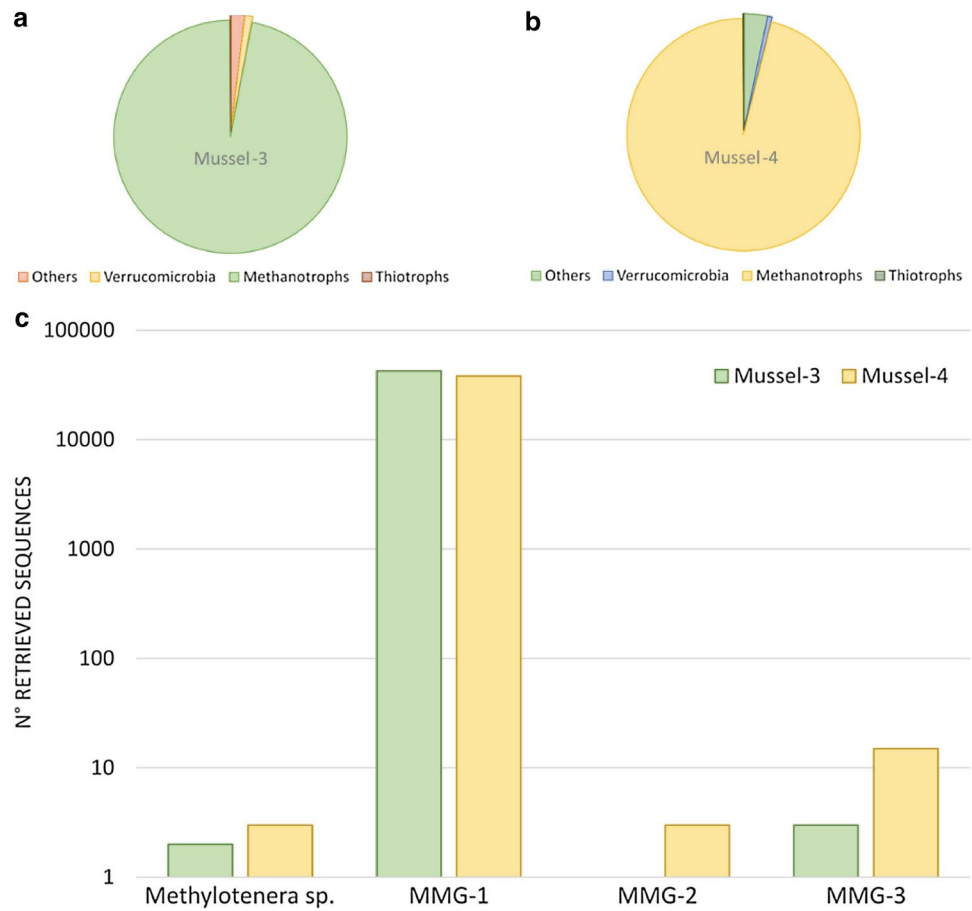 a
Mussel-3
Others Verrucomicrobia Methanotrophs Thiotrophs
b
Mussel-4
Others Verrucomicrobia Methanotrophs Thiotrophs
c
N° RETRIEVED SEQUENCES
100000
10000
1000
100
10
1
Mussel-3 Mussel-4
Methylotenera sp. MMG-1 MMG-2 MMG-3